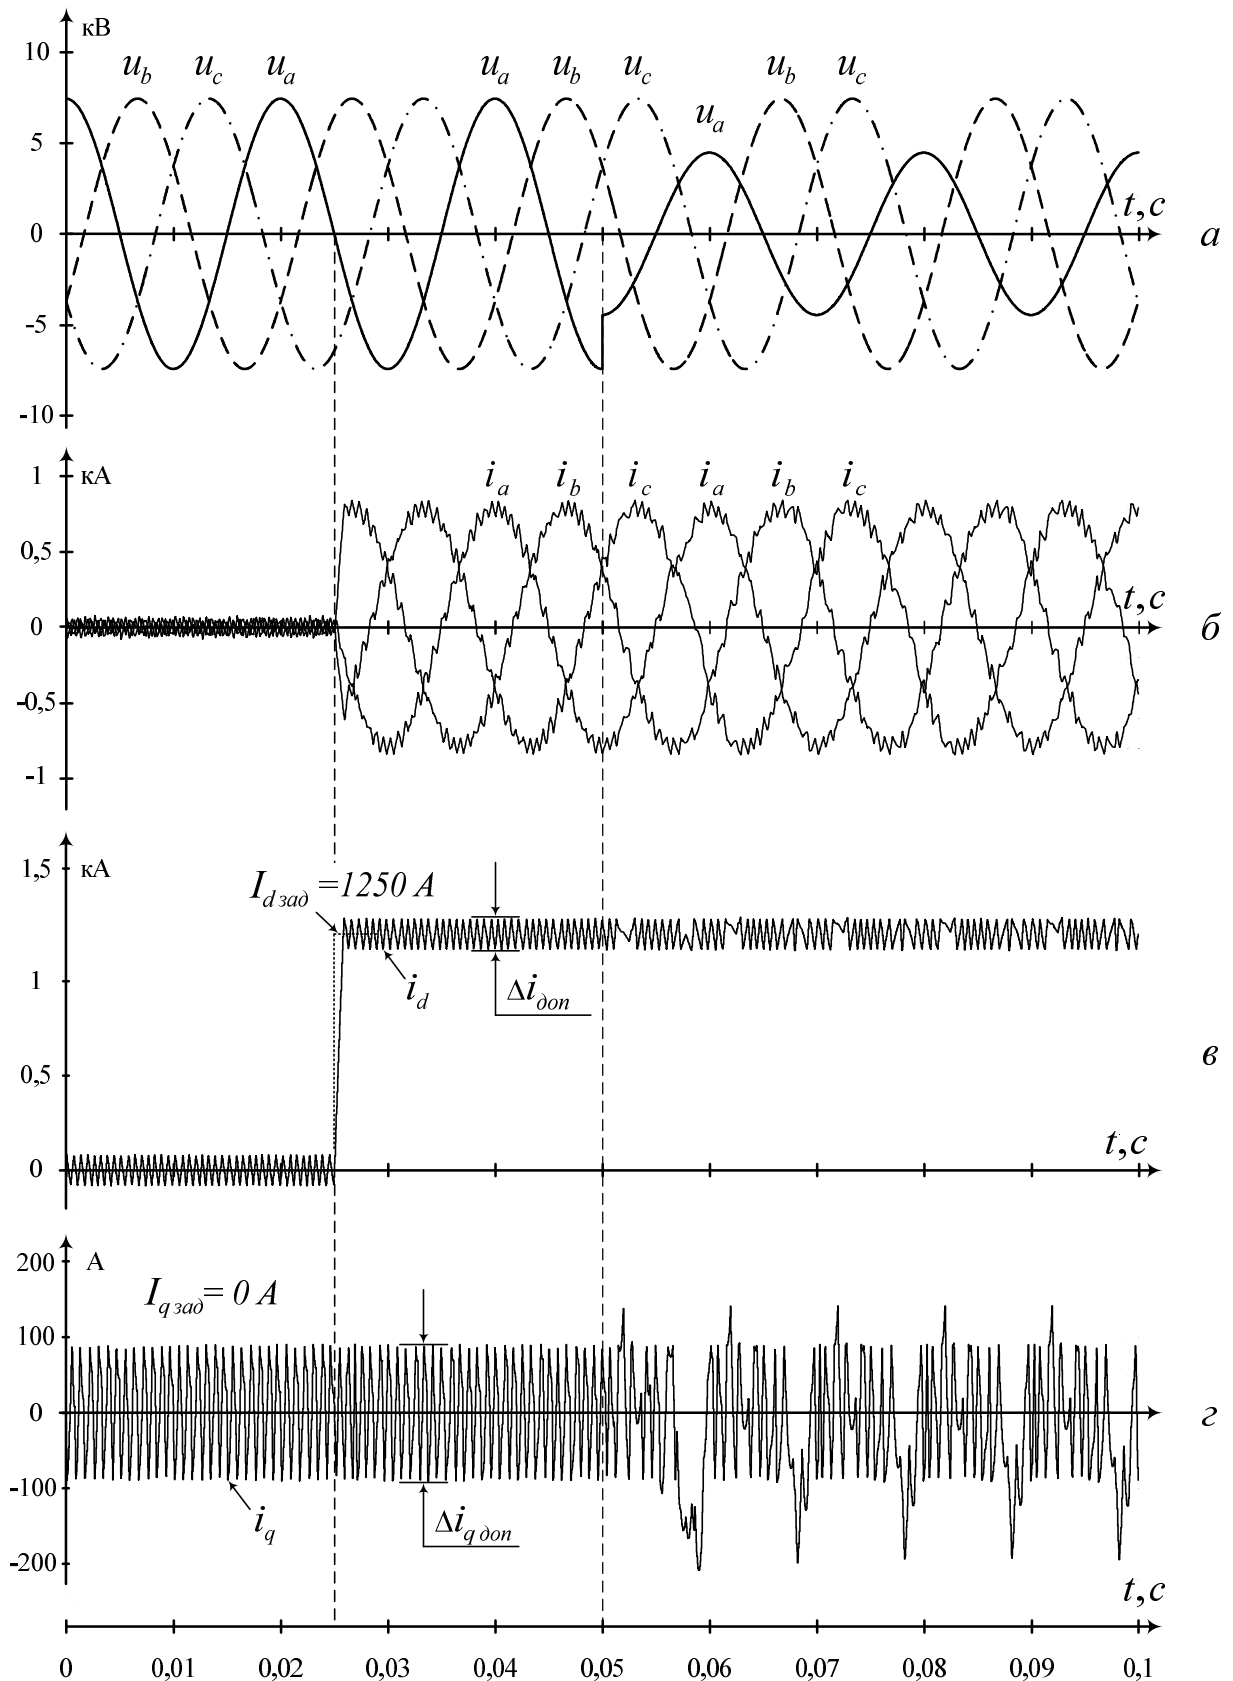 кВ
10
u_b u_c u_a u_a u_b u_c u_b u_c
u_a
5
t,c
0
а
-5
-10
1 кА
i_a i_b i_c i_a i_b i_c
0,5
t,c
0
б
-0,5
-1
1,5 кА
I_d зад =1250 А
1
i_d
Δi_доп
в
0,5
t,c
0
200 А
I_q зад= 0 А
100
0
г
-100
i_q
Δi_q доп
-200
t,c
0 0,01 0,02 0,03 0,04 0,05 0,06 0,07 0,08 0,09 0,1